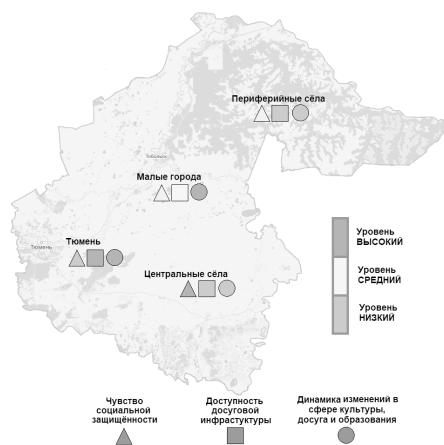 Периферийные сёла
Тобольск
Малые города
Тюмень
Тюмень
Центральные сёла
Уровень
ВЫСОКИЙ
Уровень
СРЕДНИЙ
Уровень
НИЗКИЙ
Чувство
социальной
защищённости
Доступность
досуговой
инфрастуктуры
Динамика изменений в
сфере культуры,
досуга и образования